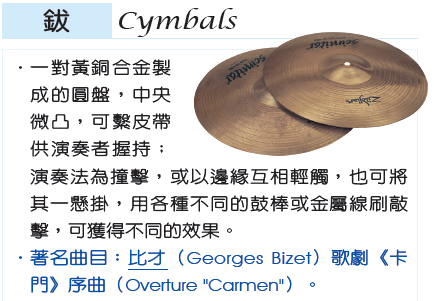 鈸 Cymbals
・一對黃銅合金製
成的圓盤，中央
微凸，可繫皮帶
供演奏者握持；
演奏法為撞擊，或以邊緣互相輕觸，也可將
其一懸掛，用各種不同的鼓棒或金屬線刷敲
擊，可獲得不同的效果。
・著名曲目：比才（Georges Bizet）歌劇《卡
門》序曲（Overture "Carmen"）。
scimitar
scimitar
Zildjian